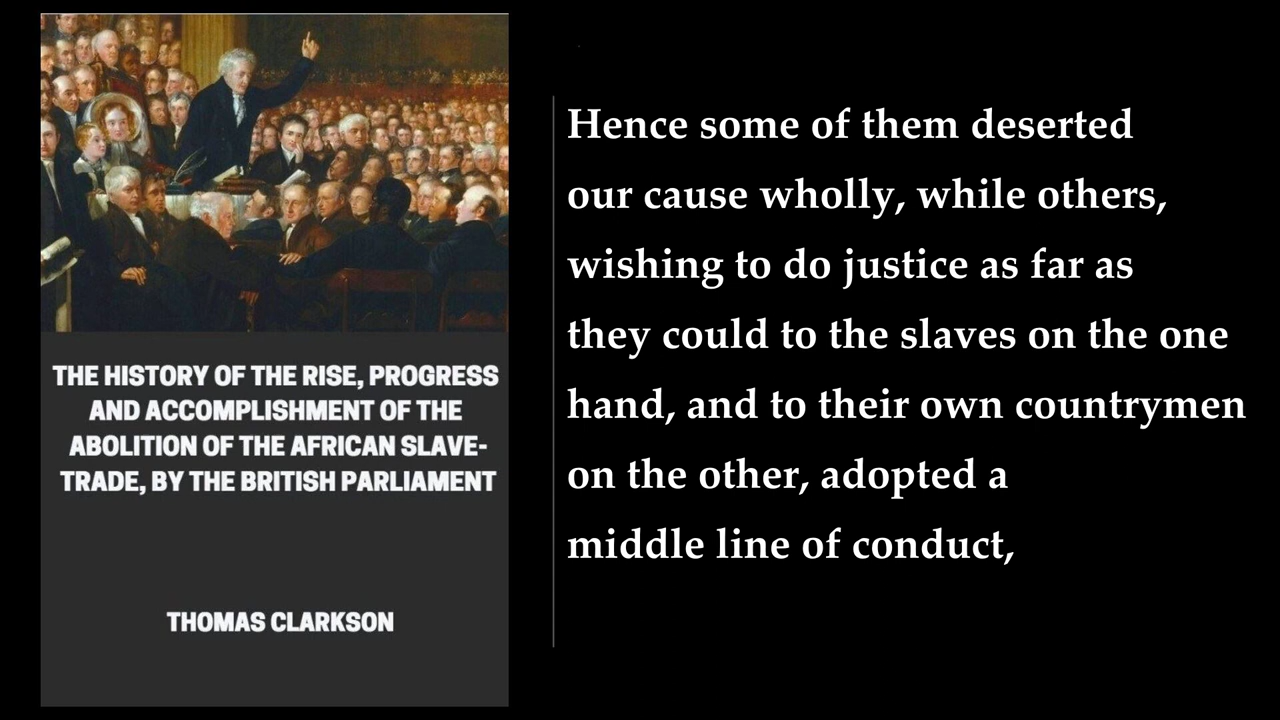 THE HISTORY OF THE RISE, PROGRESS
AND ACCOMPLISHMENT OF THE
ABOLITION OF THE AFRICAN SLAVE-
TRADE, BY THE BRITISH PARLIAMENT
THOMAS CLARKSON
Hence some of them deserted
our cause wholly, while others,
wishing to do justice as far as
they could to the slaves on the one
hand, and to their own countrymen
on the other, adopted a
middle line of conduct,